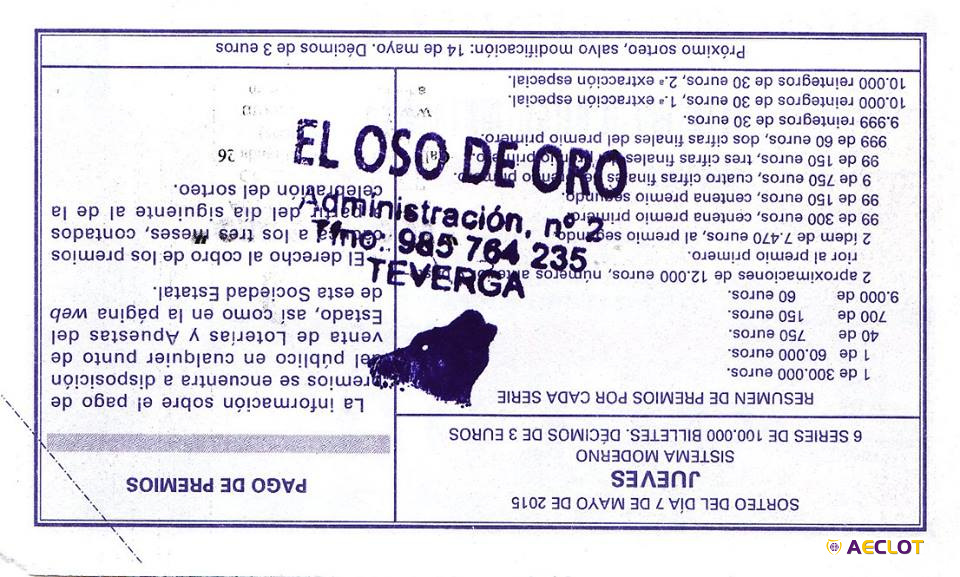 SORTEO DEL DÍA 7 DE MAYO DE 2015
JUEVES
SISTEMA MODERNO
6 SERIES DE 100.000 BILLETES. DÉCIMOS DE 3 EUROS
RESUMEN DE PREMIOS POR CADA SERIE
1 de 300.000 euros.
1 de 60.000 euros.
40 de 750 euros.
700 de 150 euros.
9.000 de 60 euros.
2 aproximaciones de 12.000 euros, números
rior al premio primero.
2 ídem de 7.470 euros, al premio segundo.
99 de 300 euros, centena premio primero.
99 de 150 euros, centena premio segundo.
9 de 750 euros, cuatro cifras finales del premio primero.
99 de 150 euros, tres cifras finales del premio primero.
999 de 60 euros, dos cifras finales del premio primero.
9.999 reintegros de 30 euros.
10.000 reintegros de 30 euros, 1.ª extracción especial.
10.000 reintegros de 30 euros, 2.ª extracción especial.
PAGO DE PREMIOS
La información sobre el pago de
premios se encuentra a disposición
del público en cualquier punto de
venta de Loterías y Apuestas del
Estado, así como en la página web
de esta Sociedad Estatal.
El derecho al cobro de los premios
caduca a los tres meses, contados
a partir del día siguiente al de la
celebración del sorteo.
26
Próximo sorteo, salvo modificación: 14 de mayo. Décimos de 3 euros
EL OSO DE ORO
Administración, nº 2
Tfno. 985 764 235
TEVERGA
AECLOT